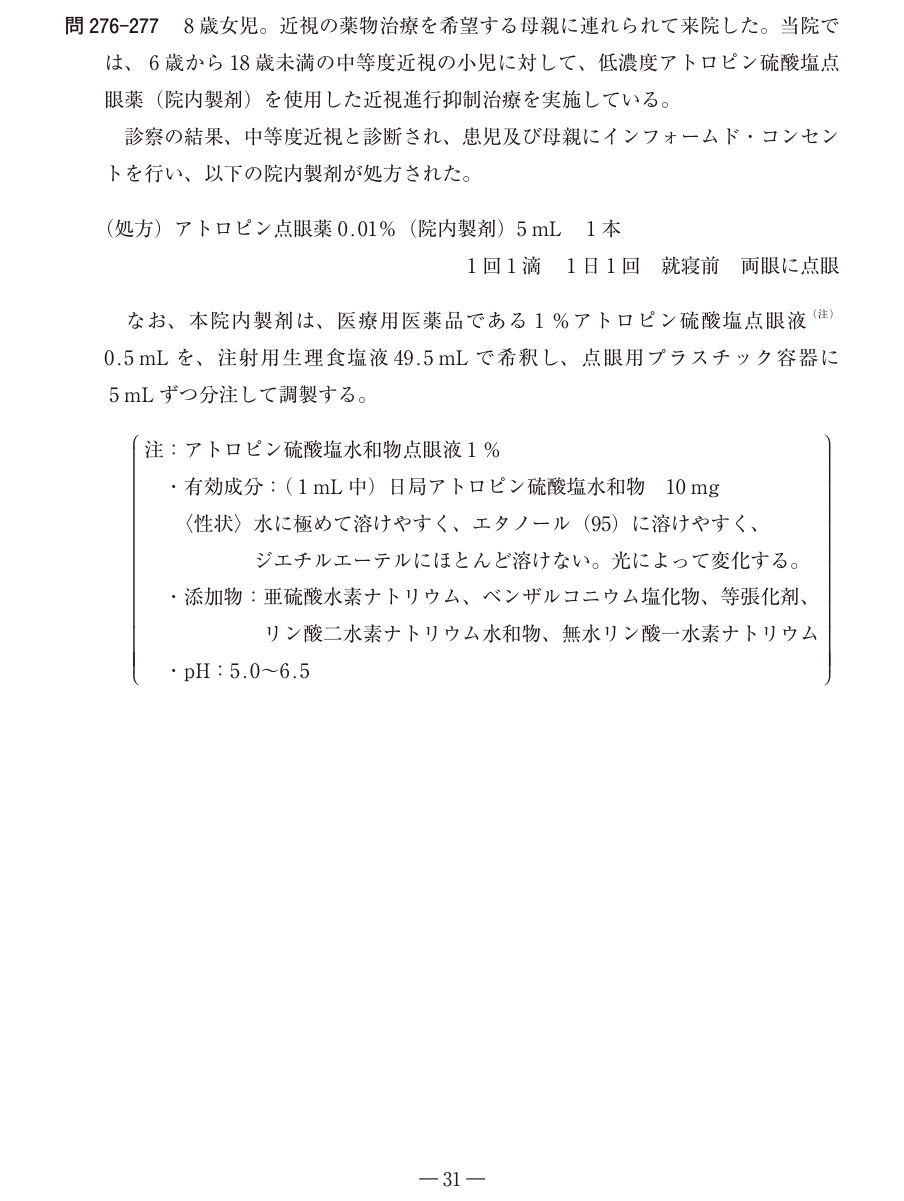 問 276-277　8歳女児。近視の薬物治療を希望する母親に連れられて来院した。当院で
は、6歳から18歳未満の中等度近視の小児に対して、低濃度アトロピン硫酸塩点
眼薬（院内製剤）を使用した近視進行抑制治療を実施している。
診察の結果、中等度近視と診断され、患児及び母親にインフォームド・コンセン
トを行い、以下の院内製剤が処方された。
（処方）アトロピン点眼薬 0.01%（院内製剤）5 mL　1本
1回1滴　1日1回　就寝前　両眼に点眼
なお、本院内製剤は、医療用医薬品である1％アトロピン硫酸塩点眼液（注）
0.5 mL を、注射用生理食塩液 49.5 mL で希釈し、点眼用プラスチック容器に
5 mL ずつ分注して調製する。
注：アトロピン硫酸塩水和物点眼液1％
・有効成分：（1 mL 中）日局アトロピン硫酸塩水和物　10 mg
〈性状〉水に極めて溶けやすく、エタノール（95）に溶けやすく、
ジエチルエーテルにほとんど溶けない。光によって変化する。
・添加物：亜硫酸水素ナトリウム、ベンザルコニウム塩化物、等張化剤、
リン酸二水素ナトリウム水和物、無水リン酸一水素ナトリウム
・pH：5.0～6.5
― 31 ―